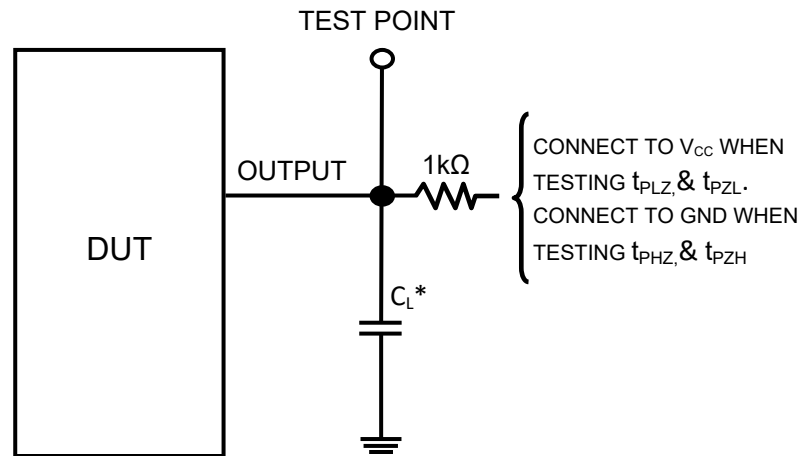 TEST POINT
OUTPUT
1kΩ
CONNECT TO VCC WHEN
TESTING tPLZ,& tPZL.
CONNECT TO GND WHEN
TESTING tPHZ,& tPZH
DUT
CL*